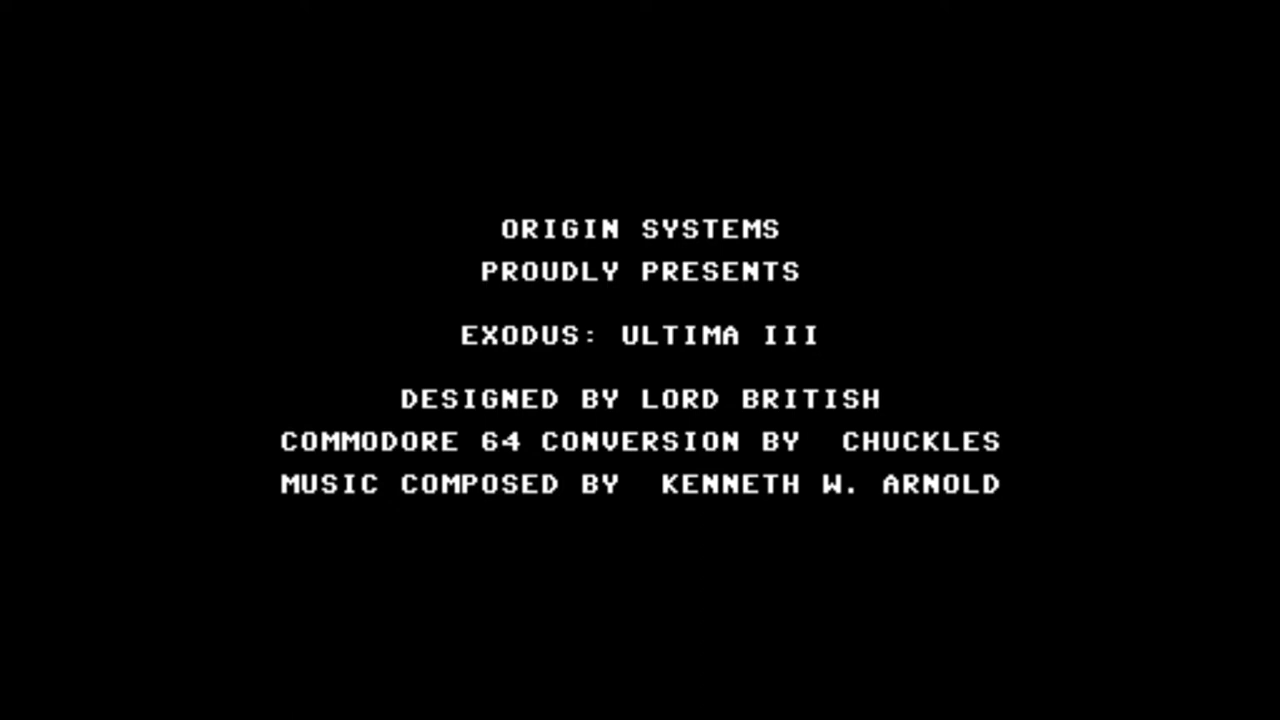 ORIGIN SYSTEMS
PROUDLY PRESENTS
EXODUS: ULTIMA III
DESIGNED BY LORD BRITISH
COMMODORE 64 CONVERSION BY  CHUCKLES
MUSIC COMPOSED BY  KENNETH W. ARNOLD